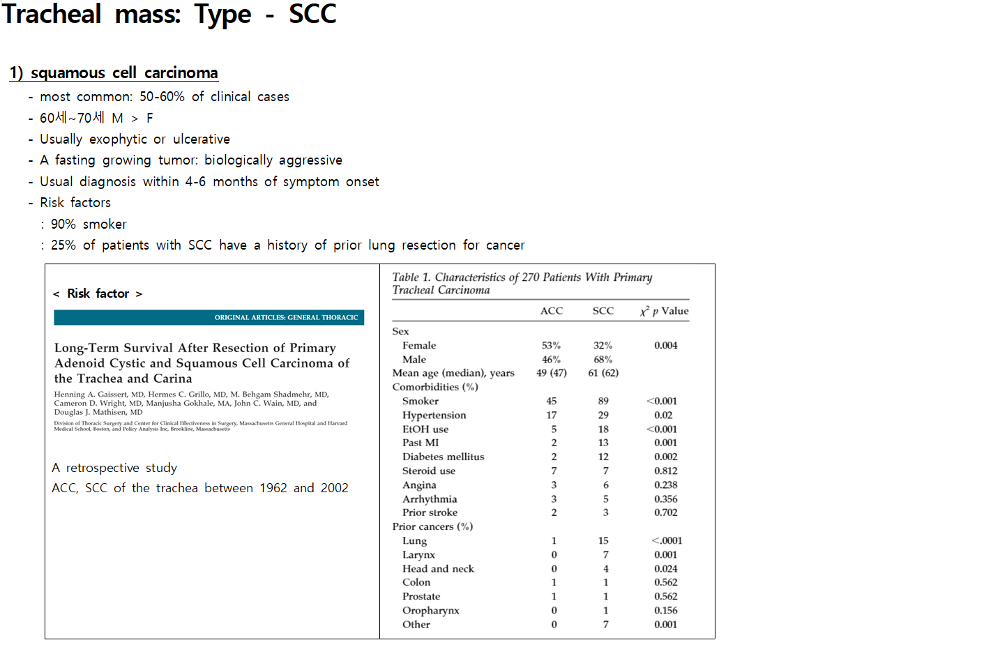 Tracheal mass: Type - SCC
1) squamous cell carcinoma
- most common: 50-60% of clinical cases
- 60세~70세 M > F
- Usually exophytic or ulcerative
- A fasting growing tumor: biologically aggressive
- Usual diagnosis within 4-6 months of symptom onset
- Risk factors
: 90% smoker
: 25% of patients with SCC have a history of prior lung resection for cancer
< Risk factor >
ORIGINAL ARTICLES: GENERAL THORACIC
Long-Term Survival After Resection of Primary
Adenoid Cystic and Squamous Cell Carcinoma of
the Trachea and Carina
Henning A. Gaissert, MD, Hermes C. Grillo, MD, M. Behgam Shadmehr, MD,
Cameron D. Wright, MD, Manjusha Gokhale, MA, John C. Wain, MD, and
Douglas J. Mathisen, MD
Division of Thoracic Surgery and Center for Clinical Effectiveness in Surgery, Massachusetts General Hospital and Harvard
Medical School, Boston, and Policy Analysis Inc, Brookline, Massachusetts
A retrospective study
ACC, SCC of the trachea between 1962 and 2002
Table 1. Characteristics of 270 Patients With Primary
Tracheal Carcinoma
ACC SCC χ² p Value
Sex
Female 53% 32% 0.004
Male 46% 68%
Mean age (median), years 49 (47) 61 (62)
Comorbidities (%)
Smoker 45 89 <0.001
Hypertension 17 29 0.02
EtOH use 5 18 <0.001
Past MI 2 13 0.001
Diabetes mellitus 2 12 0.002
Steroid use 7 7 0.812
Angina 3 6 0.238
Arrhythmia 3 5 0.356
Prior stroke 2 3 0.702
Prior cancers (%)
Lung 1 15 <.0001
Larynx 0 7 0.001
Head and neck 0 4 0.024
Colon 1 1 0.562
Prostate 1 1 0.562
Oropharynx 0 1 0.156
Other 0 7 0.001